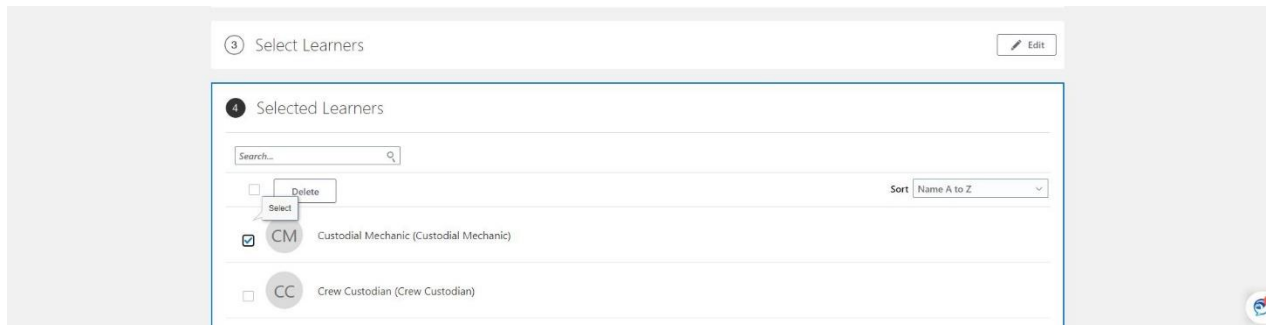 3 Select Learners Edit
4 Selected Learners
Search...
Delete Sort Name A to Z
Select
CM Custodial Mechanic (Custodial Mechanic)
CC Crew Custodian (Crew Custodian)